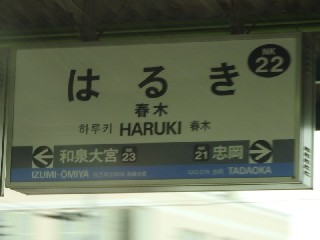 NK
22
はるき
春木
하루키 HARUKI 春木
和泉大宮 NK 23 NK 21 忠岡
IZUMI-ŌMIYA TADAOKA